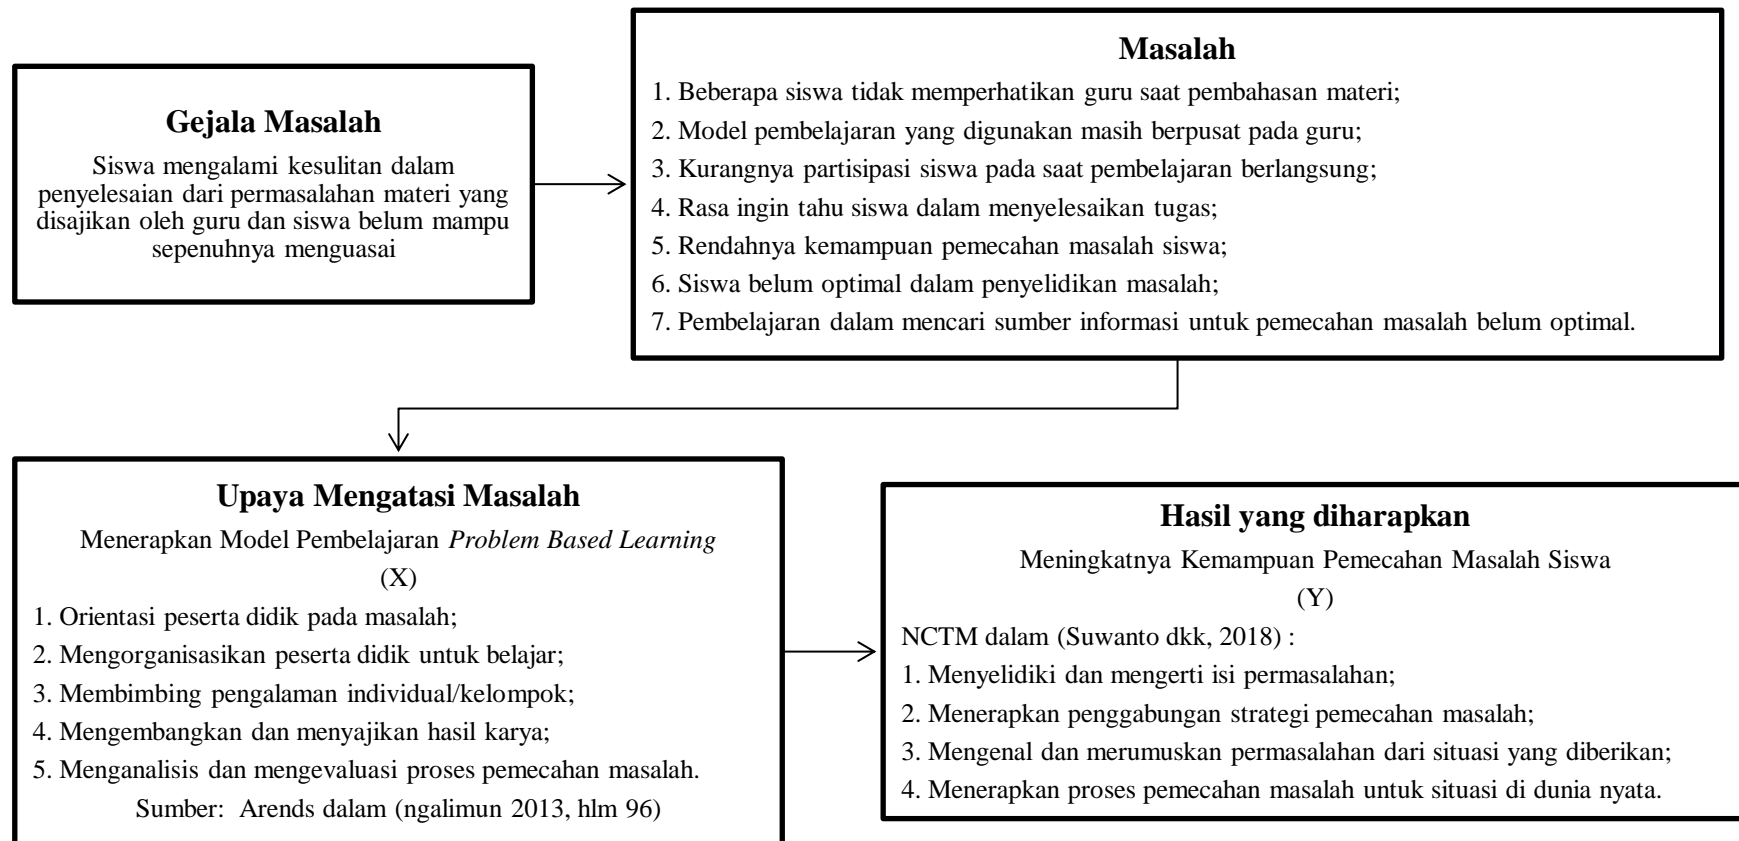 Gejala Masalah
Siswa mengalami kesulitan dalam
penyelesaian dari permasalahan materi yang
disajikan oleh guru dan siswa belum mampu
sepenuhnya menguasai
Masalah
1. Beberapa siswa tidak memperhatikan guru saat pembahasan materi;
2. Model pembelajaran yang digunakan masih berpusat pada guru;
3. Kurangnya partisipasi siswa pada saat pembelajaran berlangsung;
4. Rasa ingin tahu siswa dalam menyelesaikan tugas;
5. Rendahnya kemampuan pemecahan masalah siswa;
6. Siswa belum optimal dalam penyelidikan masalah;
7. Pembelajaran dalam mencari sumber informasi untuk pemecahan masalah belum optimal.
Upaya Mengatasi Masalah
Menerapkan Model Pembelajaran Problem Based Learning
(X)
1. Orientasi peserta didik pada masalah;
2. Mengorganisasikan peserta didik untuk belajar;
3. Membimbing pengalaman individual/kelompok;
4. Mengembangkan dan menyajikan hasil karya;
5. Menganalisis dan mengevaluasi proses pemecahan masalah.
Sumber: Arends dalam (ngalimun 2013, hlm 96)
Hasil yang diharapkan
Meningkatnya Kemampuan Pemecahan Masalah Siswa
(Y)
NCTM dalam (Suwanto dkk, 2018) :
1. Menyelidiki dan mengerti isi permasalahan;
2. Menerapkan penggabungan strategi pemecahan masalah;
3. Mengenal dan merumuskan permasalahan dari situasi yang diberikan;
4. Menerapkan proses pemecahan masalah untuk situasi di dunia nyata.